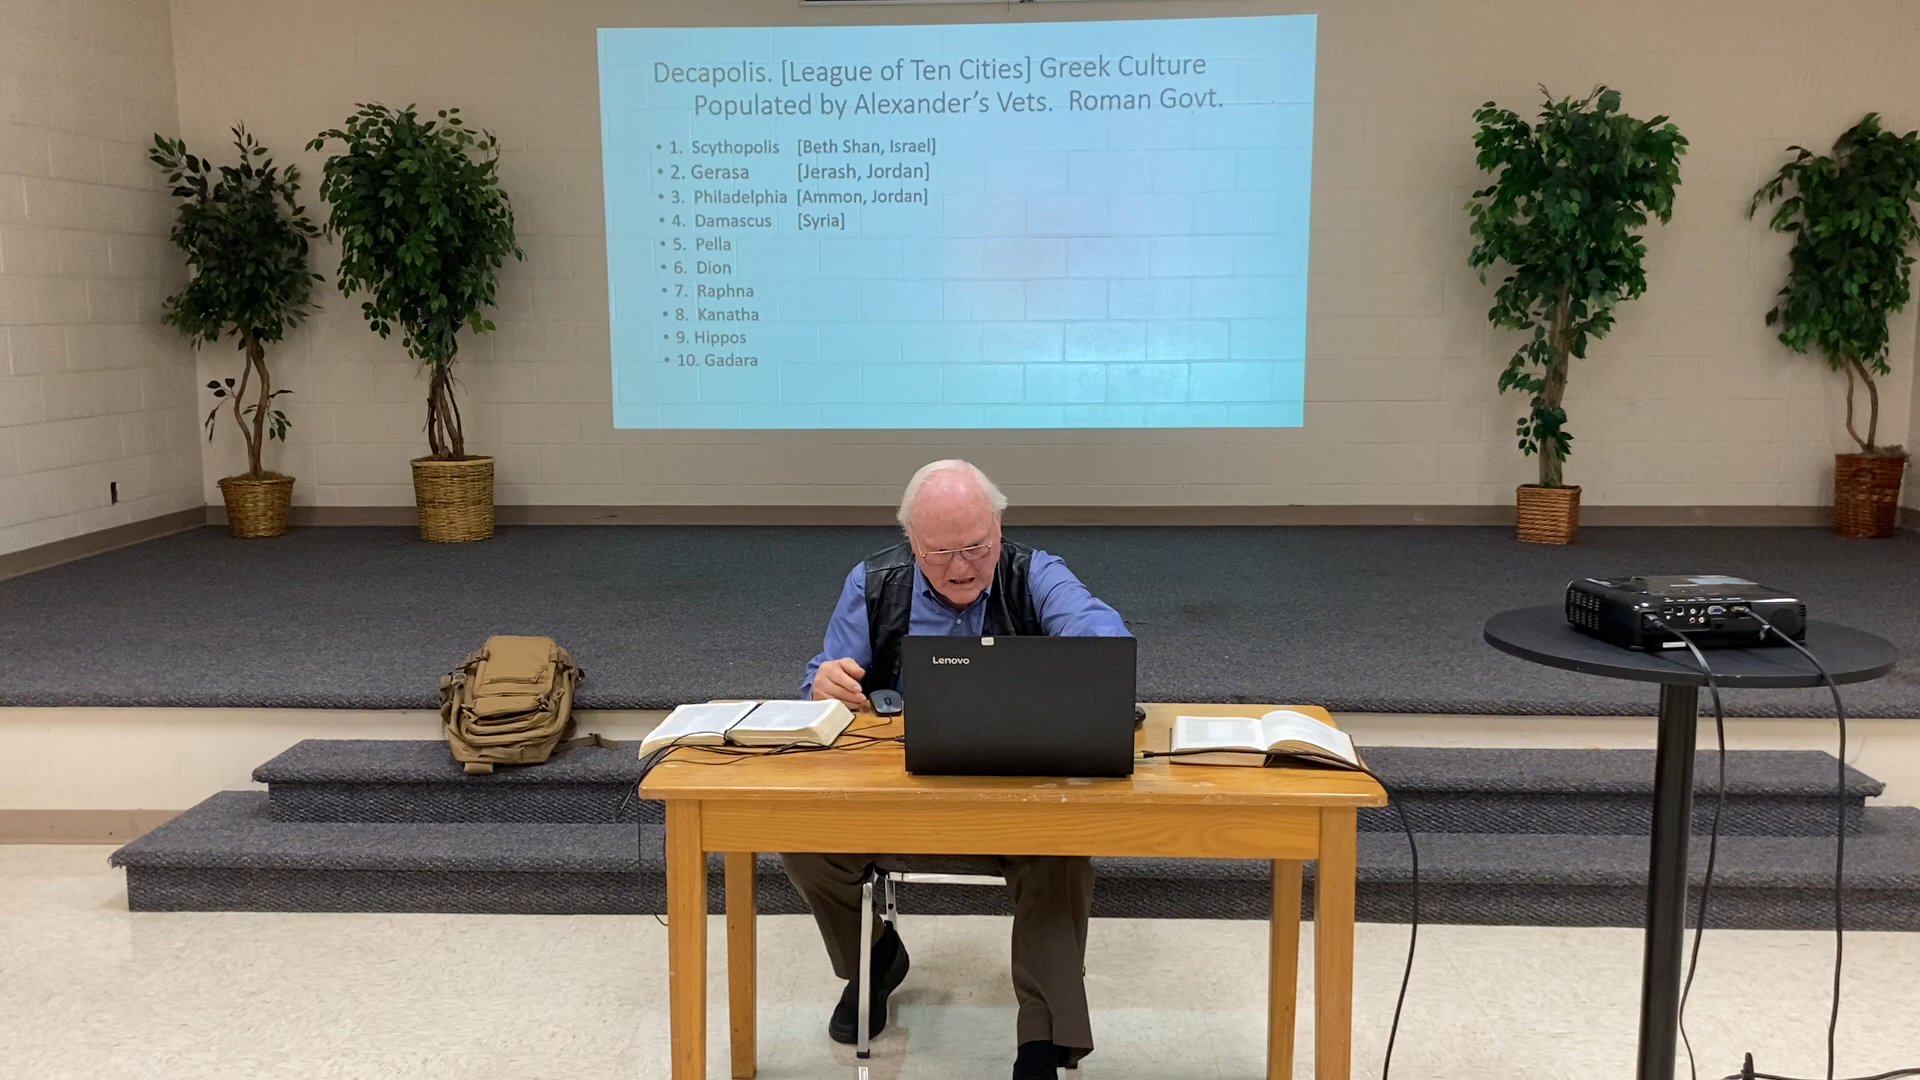 Decapolis. [League of Ten Cities] Greek Culture
Populated by Alexander's Vets. Roman Govt.
• 1. Scythopolis [Beth Shan, Israel]
• 2. Gerasa [Jerash, Jordan]
• 3. Philadelphia [Ammon, Jordan]
• 4. Damascus [Syria]
• 5. Pella
• 6. Dion
• 7. Raphna
• 8. Kanatha
• 9. Hippos
• 10. Gadara
Lenovo